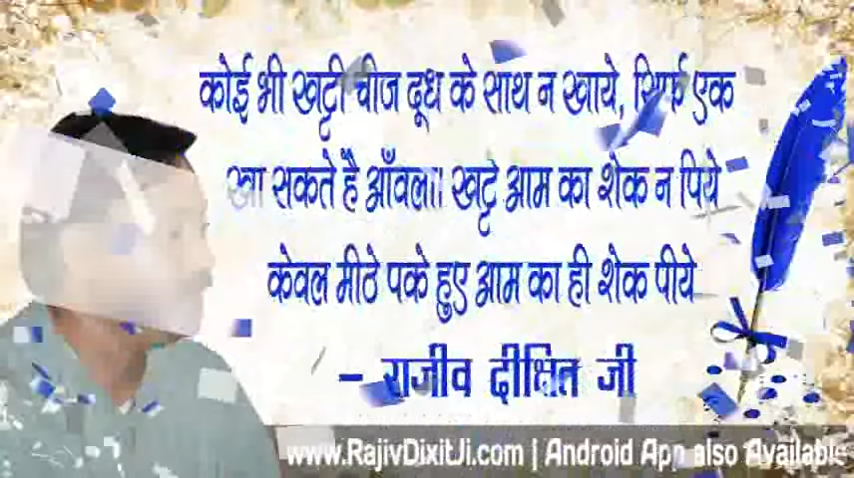 कोई भी खट्टी चीज दूध के साथ न खाये, सिर्फ एक
खा सकते है आँवला। खट्टे आम का शेक न पिये
केवल मीठे पके हुए आम का ही शेक पीये
– राजीव दीक्षित जी
www.RajivDixitJi.com | Android App also Available